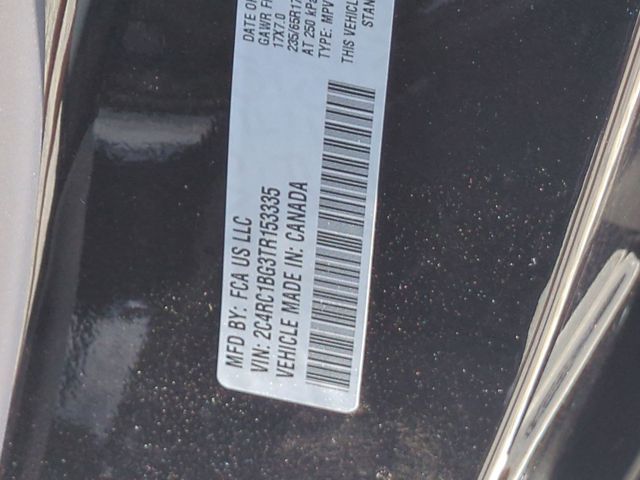 MFD BY: FCA US LLC
DATE O
VIN: 2C4RC1BG3TR153335
GAWR F
17X7.0
VEHICLE MADE IN: CANADA
235/65R17
AT 250 kPa
TYPE: MPV
THIS VEHICLE
STAN